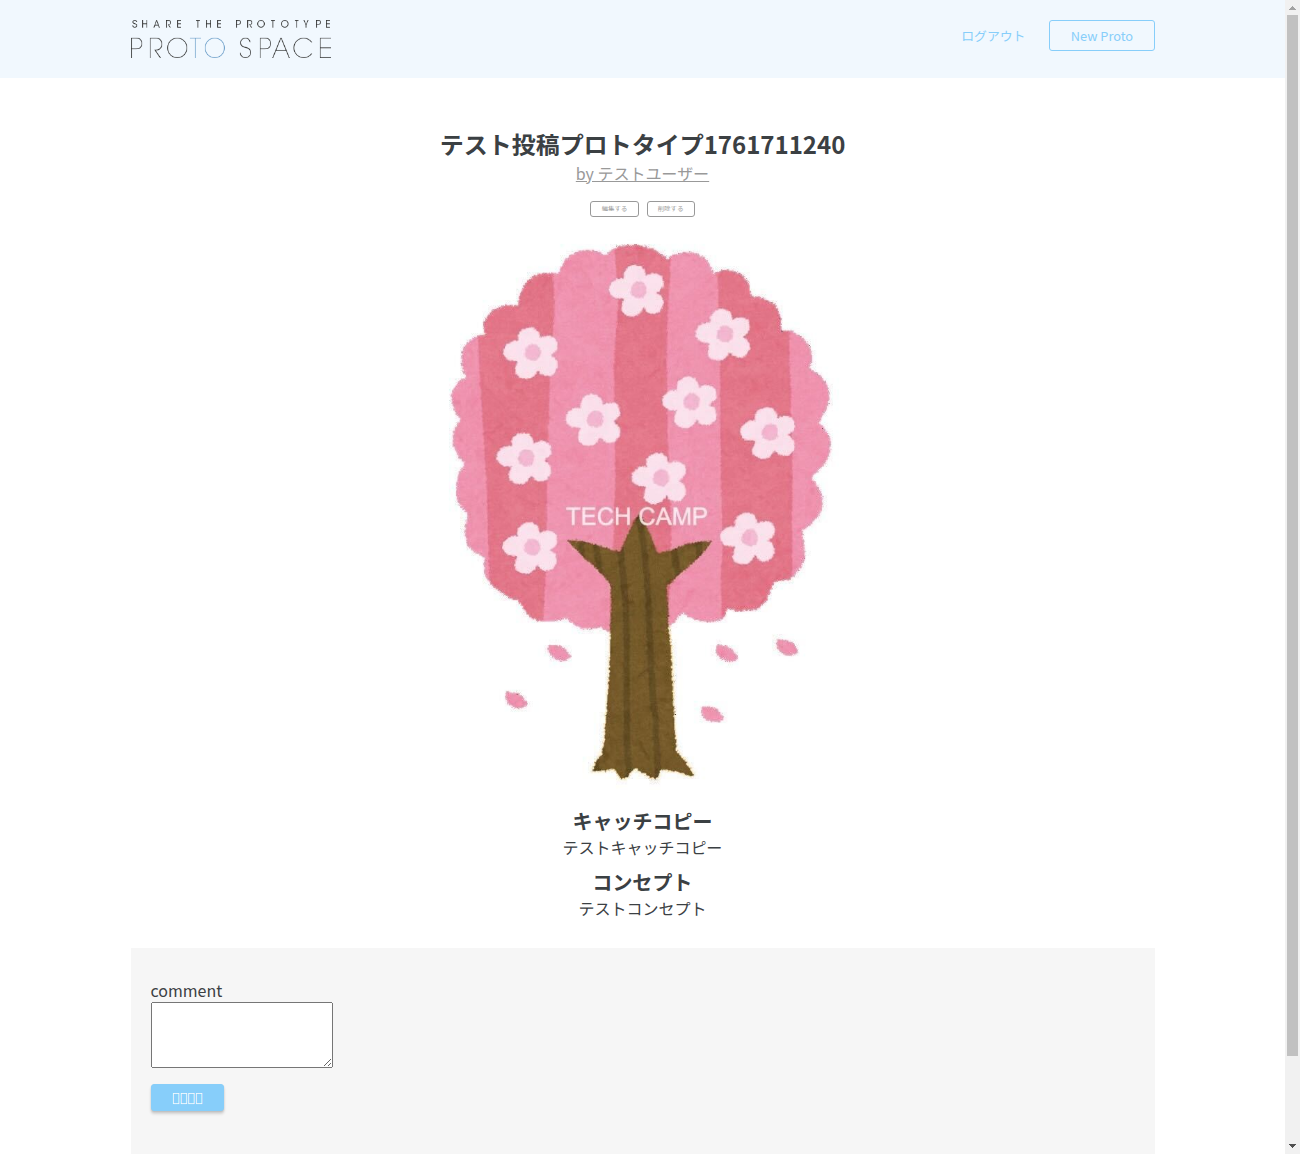 SHARE THE PROTOTYPE
PROTO SPACE
ログアウト
New Proto
テスト投稿プロトタイプ1761711240
by テストユーザー
編集する
削除する
TECH CAMP
キャッチコピー
テストキャッチコピー
コンセプト
テストコンセプト
comment